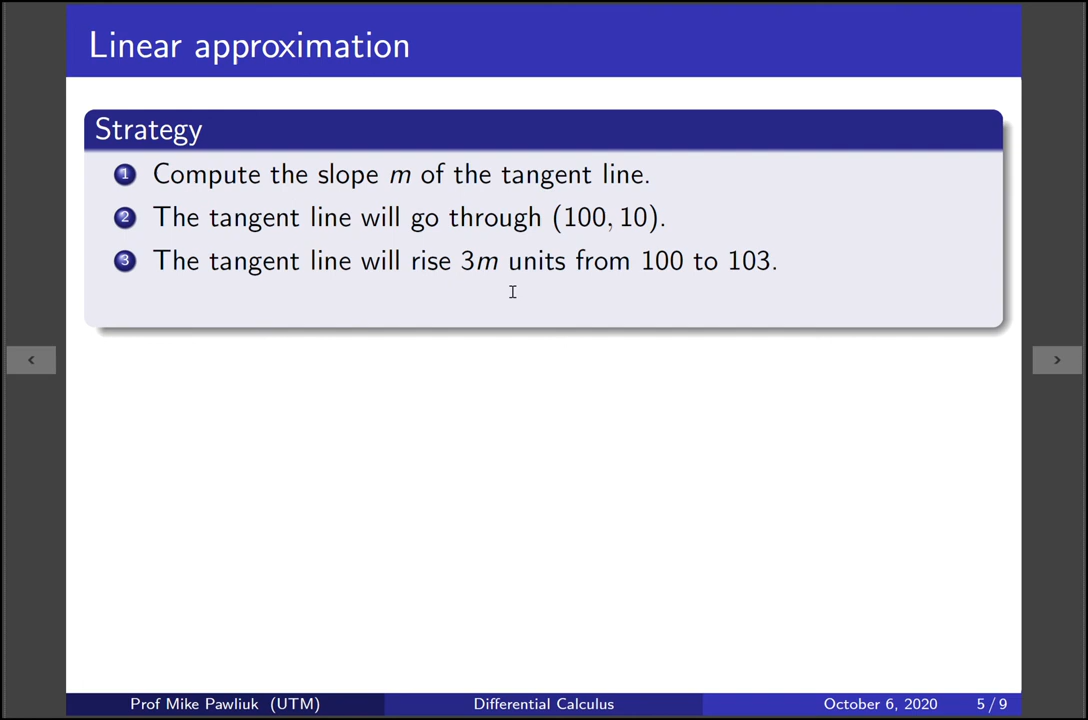 Linear approximation
Strategy
1 Compute the slope m of the tangent line.
2 The tangent line will go through (100, 10).
3 The tangent line will rise 3m units from 100 to 103.
Prof Mike Pawliuk (UTM) Differential Calculus October 6, 2020 5 / 9